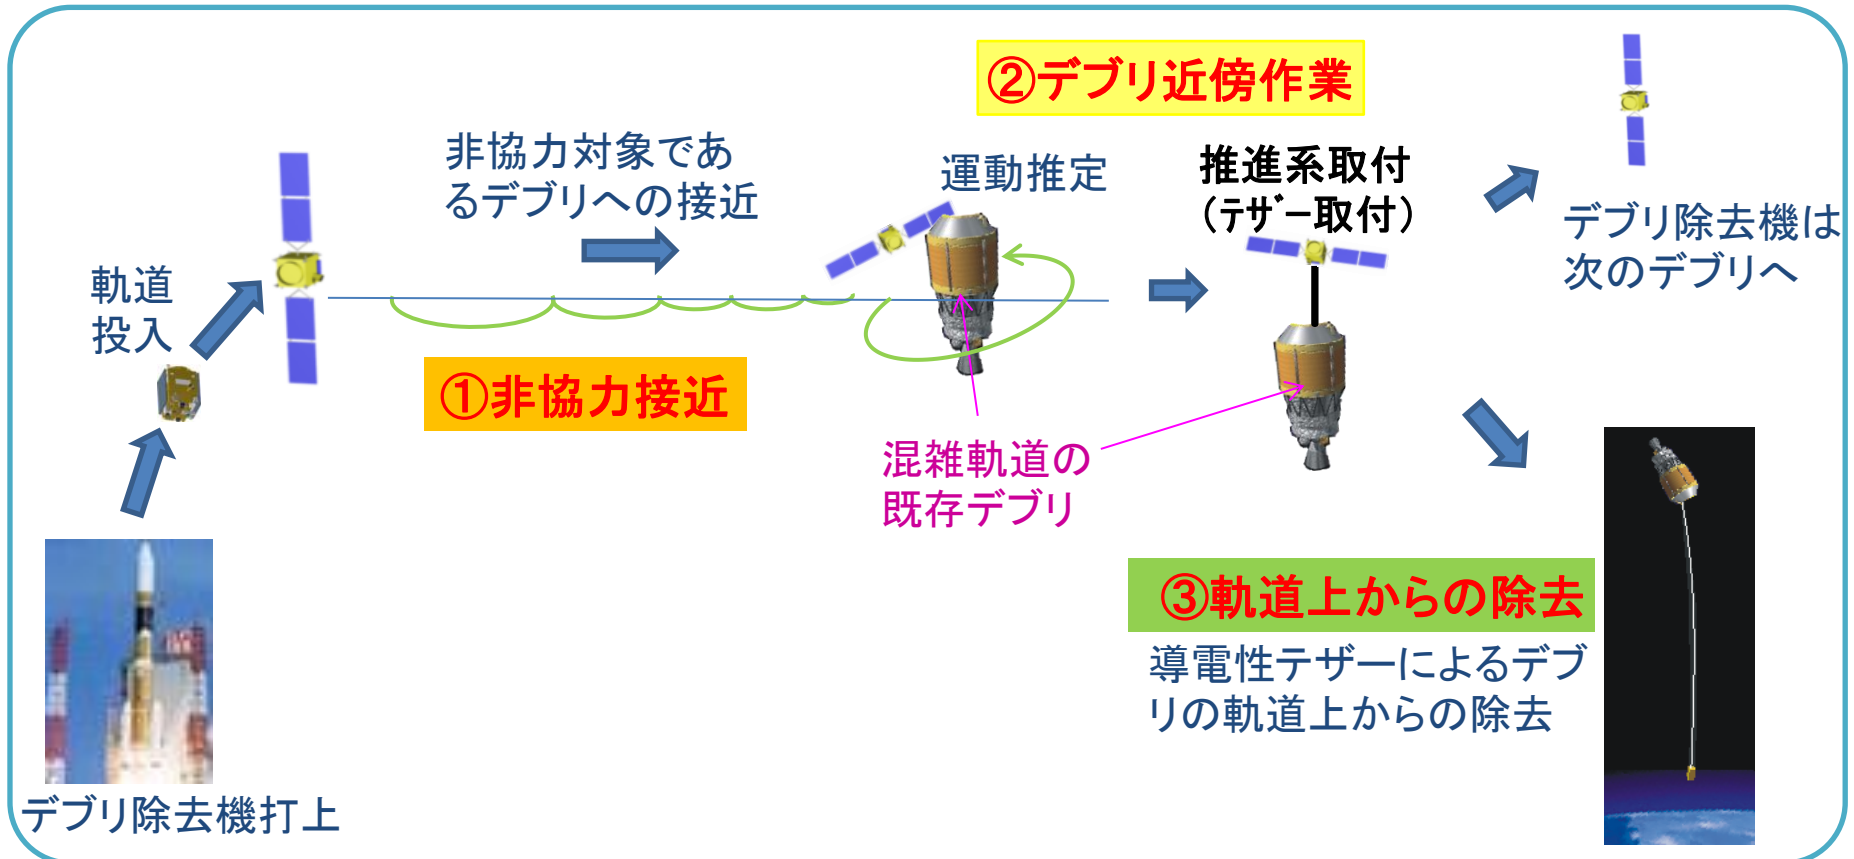 ②デブリ近傍作業
非協力対象であ
るデブリへの接近
運動推定
推進系取付
（ﾃｻﾞｰ取付）
デブリ除去機は
次のデブリへ
軌道
投入
①非協力接近
混雑軌道の
既存デブリ
③軌道上からの除去
導電性テザーによるデブ
リの軌道上からの除去
デブリ除去機打上